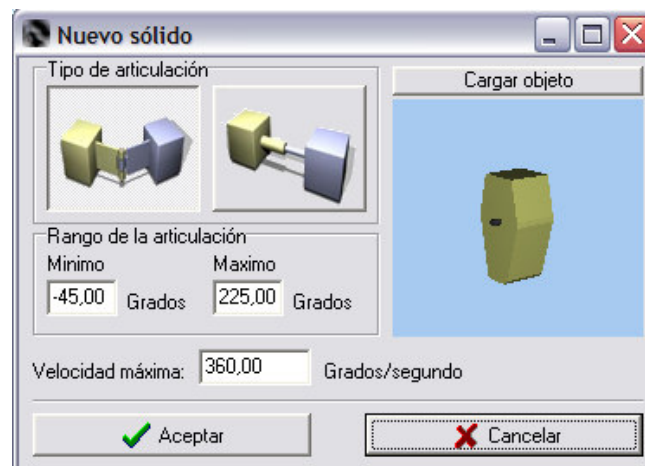 Nuevo sólido
Tipo de articulación
Cargar objeto
Rango de la articulación
Minimo Maximo
-45,00 Grados 225,00 Grados
Velocidad máxima: 360,00 Grados/segundo
Aceptar Cancelar